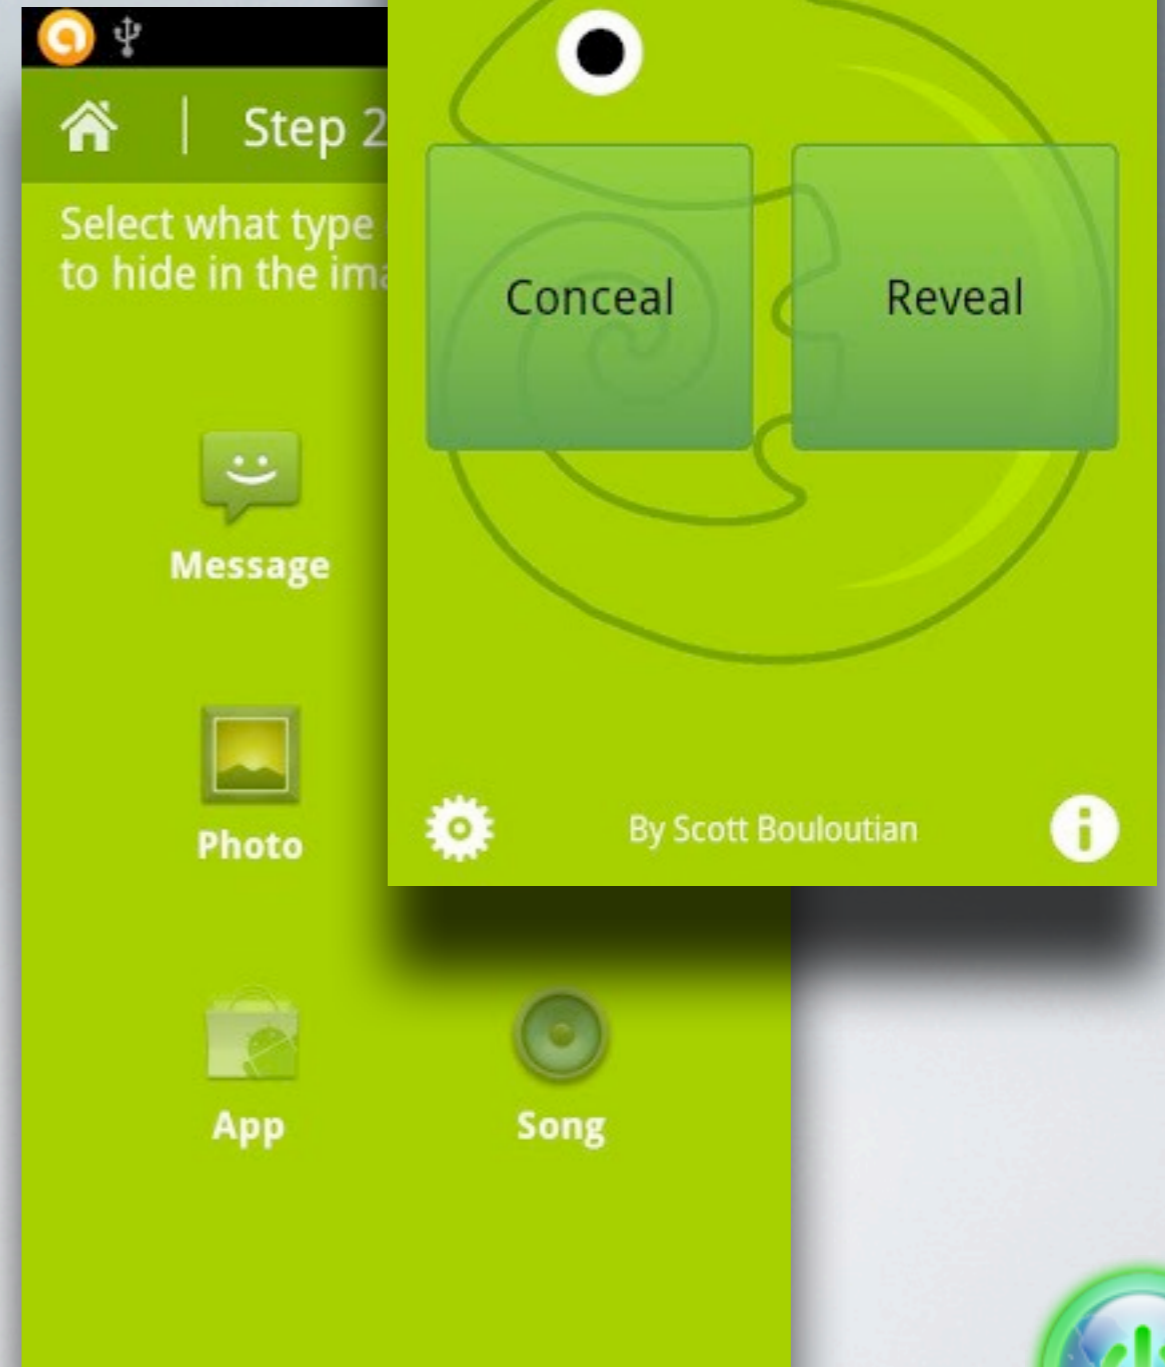 Step 2
Select what type
to hide in the ima
Message
Photo
App
Song
Conceal
Reveal
By Scott Bouloutian